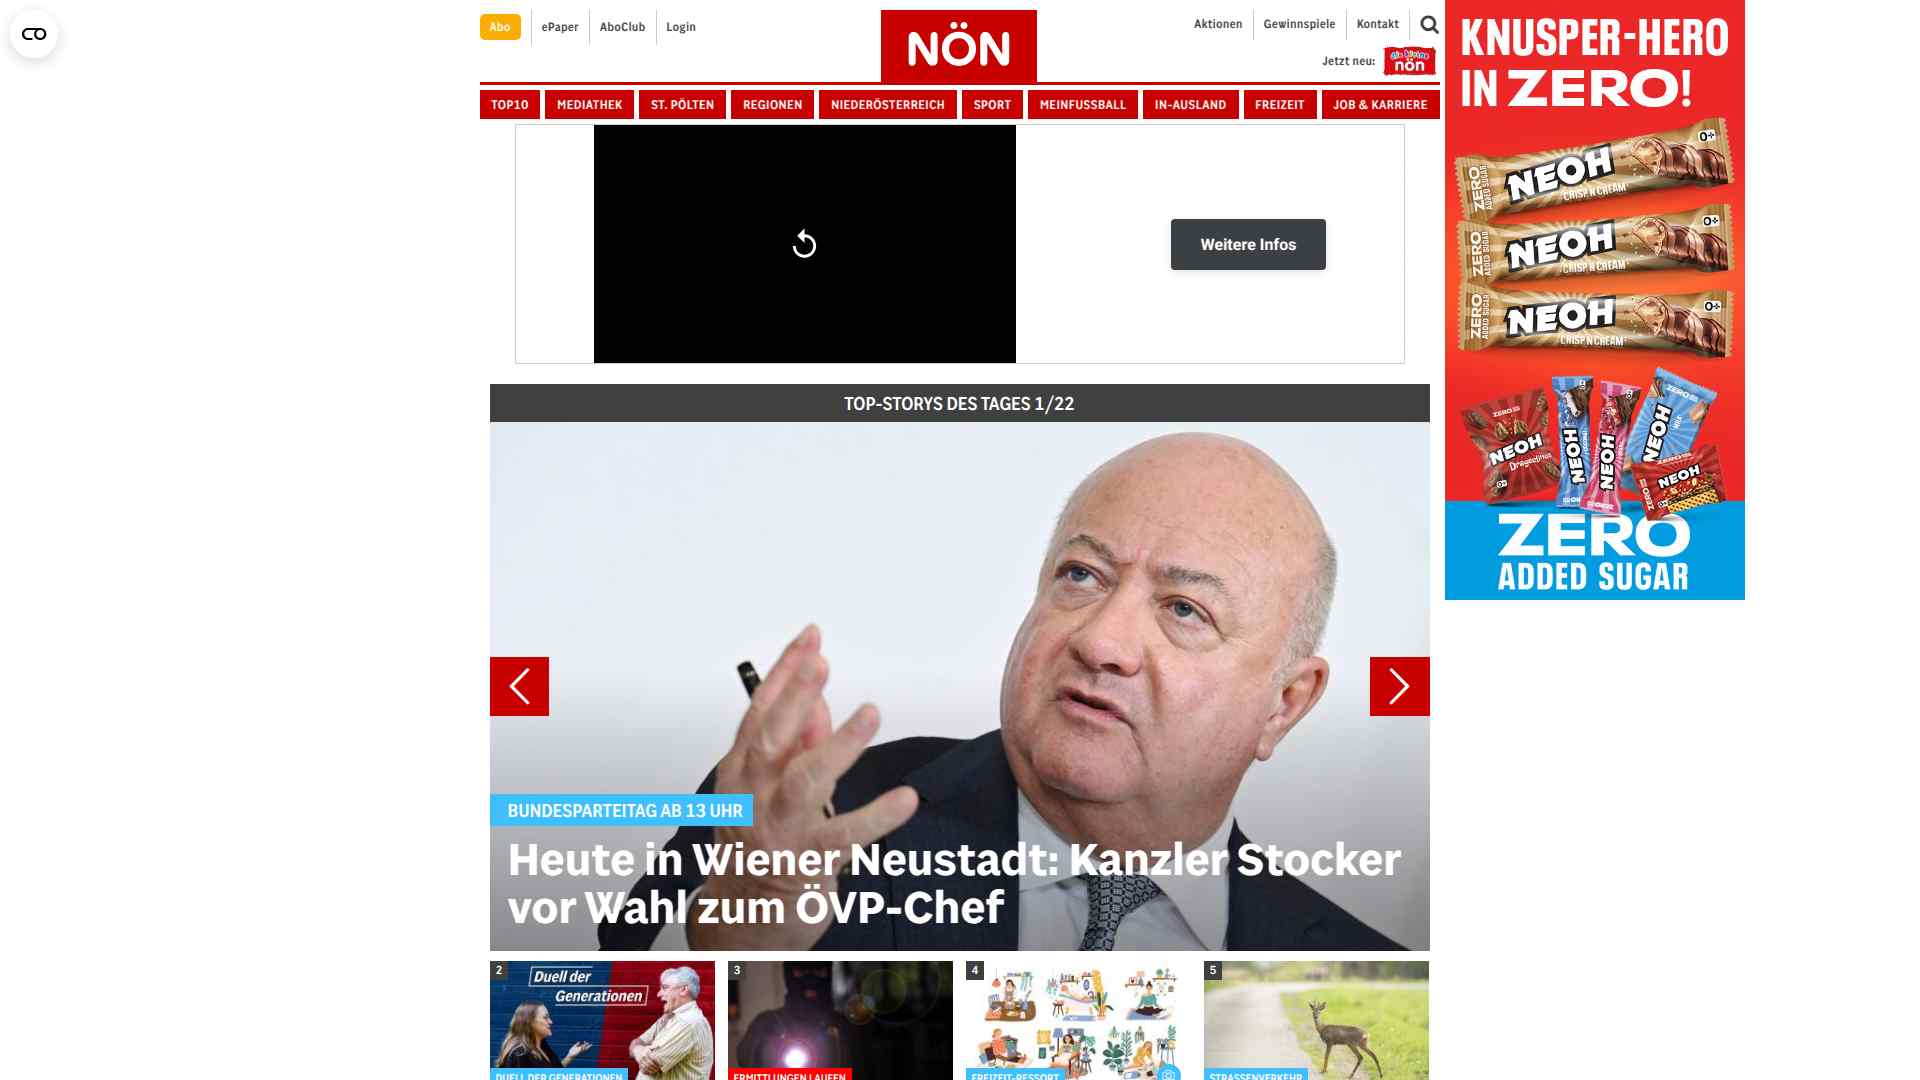 Abo
ePaper
AboClub
Login
NÖN
Aktionen
Gewinnspiele
Kontakt
Jetzt neu:
die kleine
nön
TOP10
MEDIATHEK
ST. PÖLTEN
REGIONEN
NIEDERÖSTERREICH
SPORT
MEINFUSSBALL
IN-AUSLAND
FREIZEIT
JOB & KARRIERE
Weitere Infos
KNUSPER-HERO
IN ZERO!
ZERO
ADDED SUGAR
NEOH
CRISP N CREAM
ZERO
ADDED SUGAR
NEOH
CRISP N CREAM
ZERO
ADDED SUGAR
NEOH
CRISP N CREAM
NEOH
NEOH
NEOH
NEOH
NEOH
ZERO
ADDED SUGAR
TOP-STORYS DES TAGES 1/22
BUNDESPARTEITAG AB 13 UHR
Heute in Wiener Neustadt: Kanzler Stocker
vor Wahl zum ÖVP-Chef
2
Duell der
Generationen
DUELL DER GENERATIONEN
3
ERMITTLUNGEN LAUFEN
4
FREIZEIT-RESSORT
5
STRASSENVERKEHR